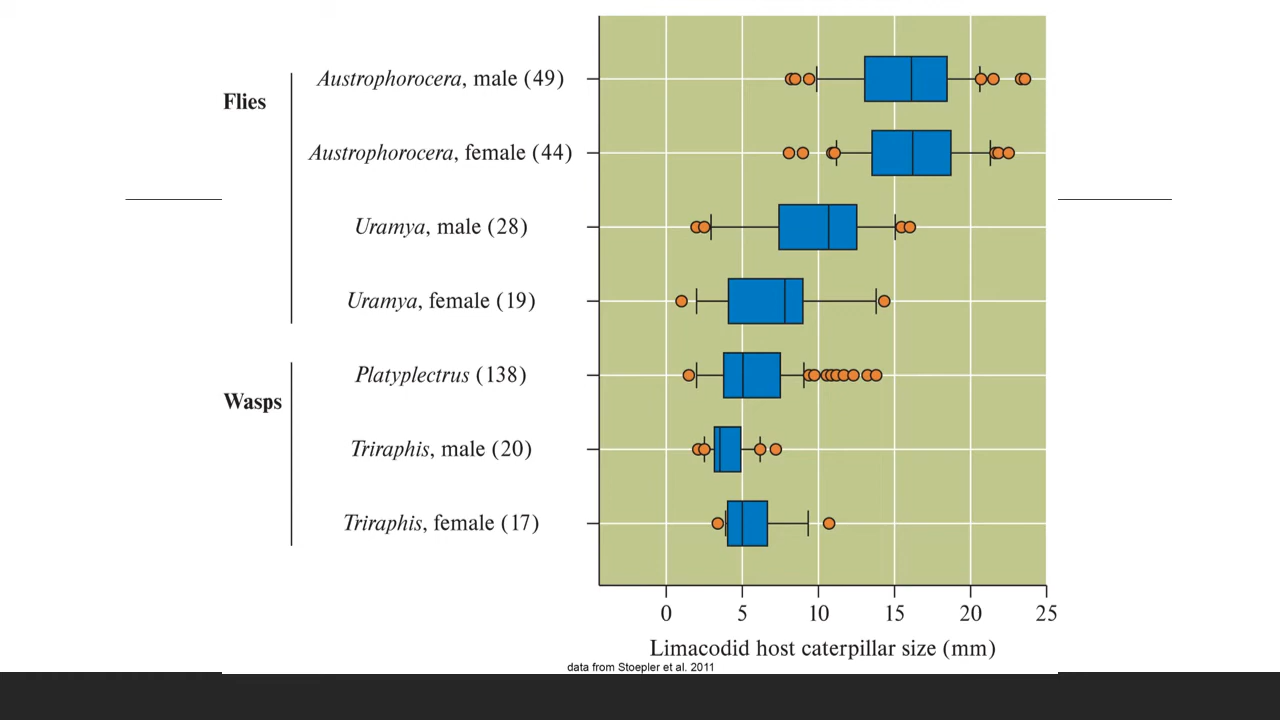 Flies
Austrophorocera, male (49)
Austrophorocera, female (44)
Uramya, male (28)
Uramya, female (19)
Wasps
Platyplectrus (138)
Triraphis, male (20)
Triraphis, female (17)
0 5 10 15 20 25
Limacodid host caterpillar size (mm)
data from Stoepler et al. 2011